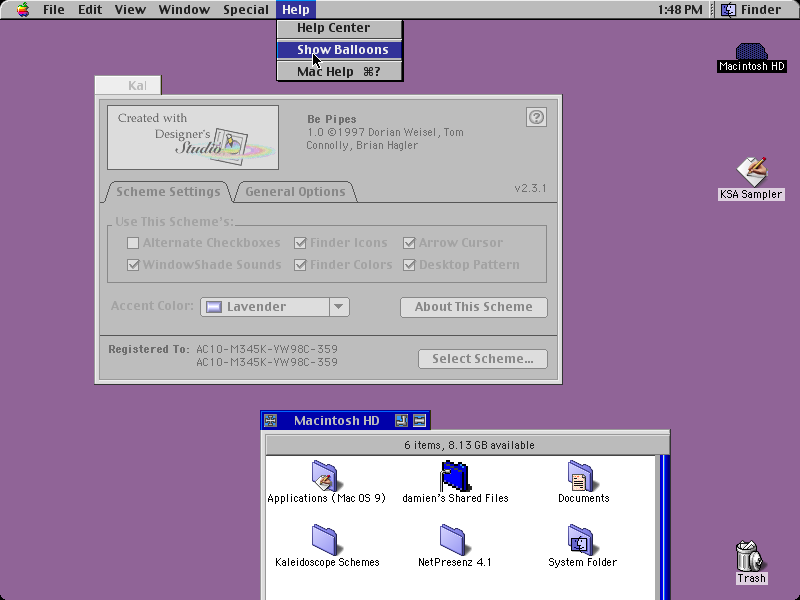 File Edit View Window Special Help 1:48 PM Finder
Help Center
Show Balloons
Mac Help ⌘?
Macintosh HD
Kal
Created with
Designer's
Studio
Be Pipes
1.0 ©1997 Dorian Weisel, Tom
Connolly, Brian Hagler
?
KSA Sampler
Scheme Settings General Options v2.3.1
Use This Scheme's:
Alternate Checkboxes Finder Icons Arrow Cursor
WindowShade Sounds Finder Colors Desktop Pattern
Accent Color: Lavender About This Scheme
Registered To: AC10-M345K-VW98C-359
AC10-M345K-VW98C-359
Select Scheme...
Macintosh HD
6 items, 8.13 GB available
Applications (Mac OS 9) damien's Shared Files Documents
Kaleidoscope Schemes NetPresenz 4.1 System Folder
Trash